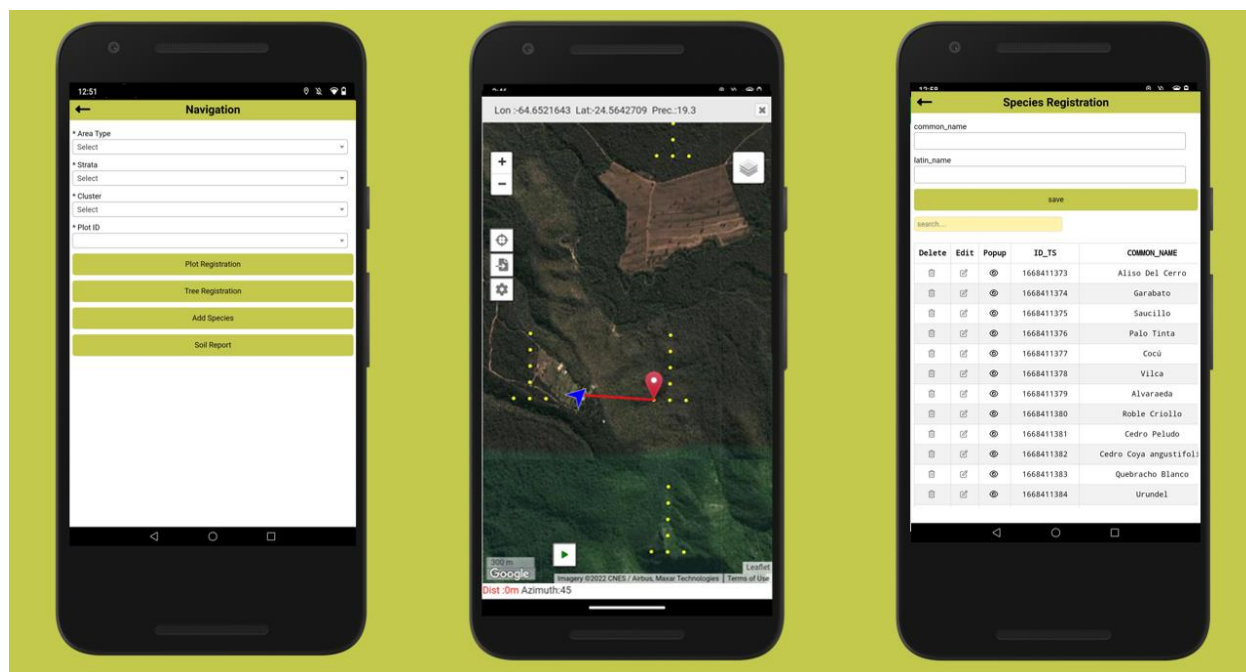 12:51
Navigation
* Area Type
Select
* Strata
Select
* Cluster
Select
* Plot ID
Plot Registration
Tree Registration
Add Species
Soil Report
Lon :-64.6521643 Lat:-24.5642709 Prec.:19.3
+
−
300 m
Google
Leaflet
Imagery ©2022 CNES / Airbus, Maxar Technologies | Terms of Use
Dist :0m Azimuth:45
Species Registration
common_name
latin_name
save
search...
Delete Edit Popup ID_TS COMMON_NAME
1668411373 Aliso Del Cerro
1668411374 Garabato
1668411375 Saucillo
1668411376 Palo Tinta
1668411377 Cocú
1668411378 Vilca
1668411379 Alvaraeda
1668411380 Roble Criollo
1668411381 Cedro Peludo
1668411382 Cedro Coya angustifoli
1668411383 Quebracho Blanco
1668411384 Urundel